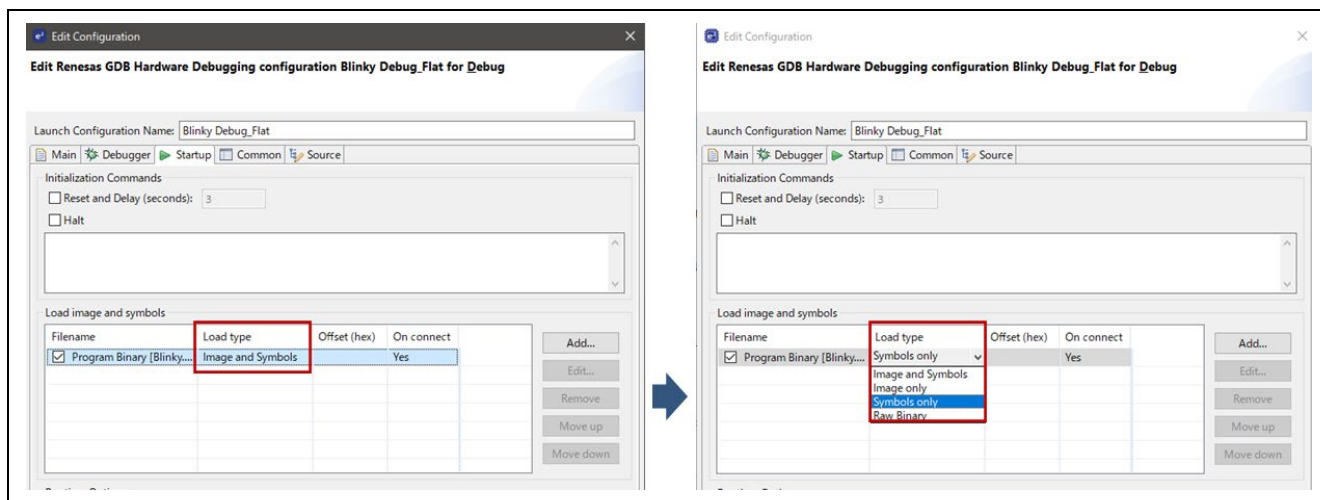 Edit Configuration
Edit Renesas GDB Hardware Debugging configuration Blinky Debug_Flat for Debug
Launch Configuration Name: Blinky Debug_Flat
Main Debugger Startup Common Source
Initialization Commands
Reset and Delay (seconds): 3
Halt
Load image and symbols
Filename Load type Offset (hex) On connect
Program Binary [Blinky.... Image and Symbols Yes
Add...
Edit...
Remove
Move up
Move down
Edit Configuration
Edit Renesas GDB Hardware Debugging configuration Blinky Debug_Flat for Debug
Launch Configuration Name: Blinky Debug_Flat
Main Debugger Startup Common Source
Initialization Commands
Reset and Delay (seconds): 3
Halt
Load image and symbols
Filename Load type Offset (hex) On connect
Program Binary [Blinky.... Symbols only Yes
Image and Symbols
Image only
Symbols only
Raw Binary
Add...
Edit...
Remove
Move up
Move down